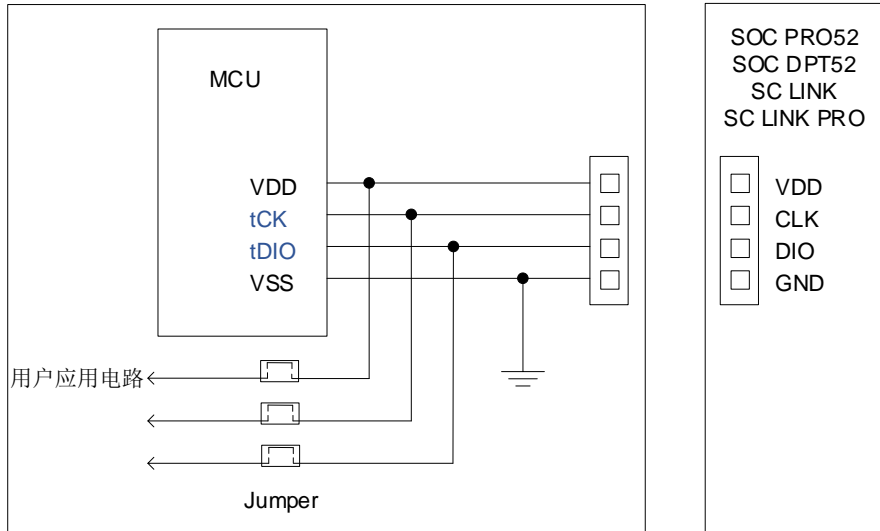 MCU
VDD
tCK
tDIO
VSS
用户应用电路
Jumper
SOC PRO52
SOC DPT52
SC LINK
SC LINK PRO
VDD
CLK
DIO
GND